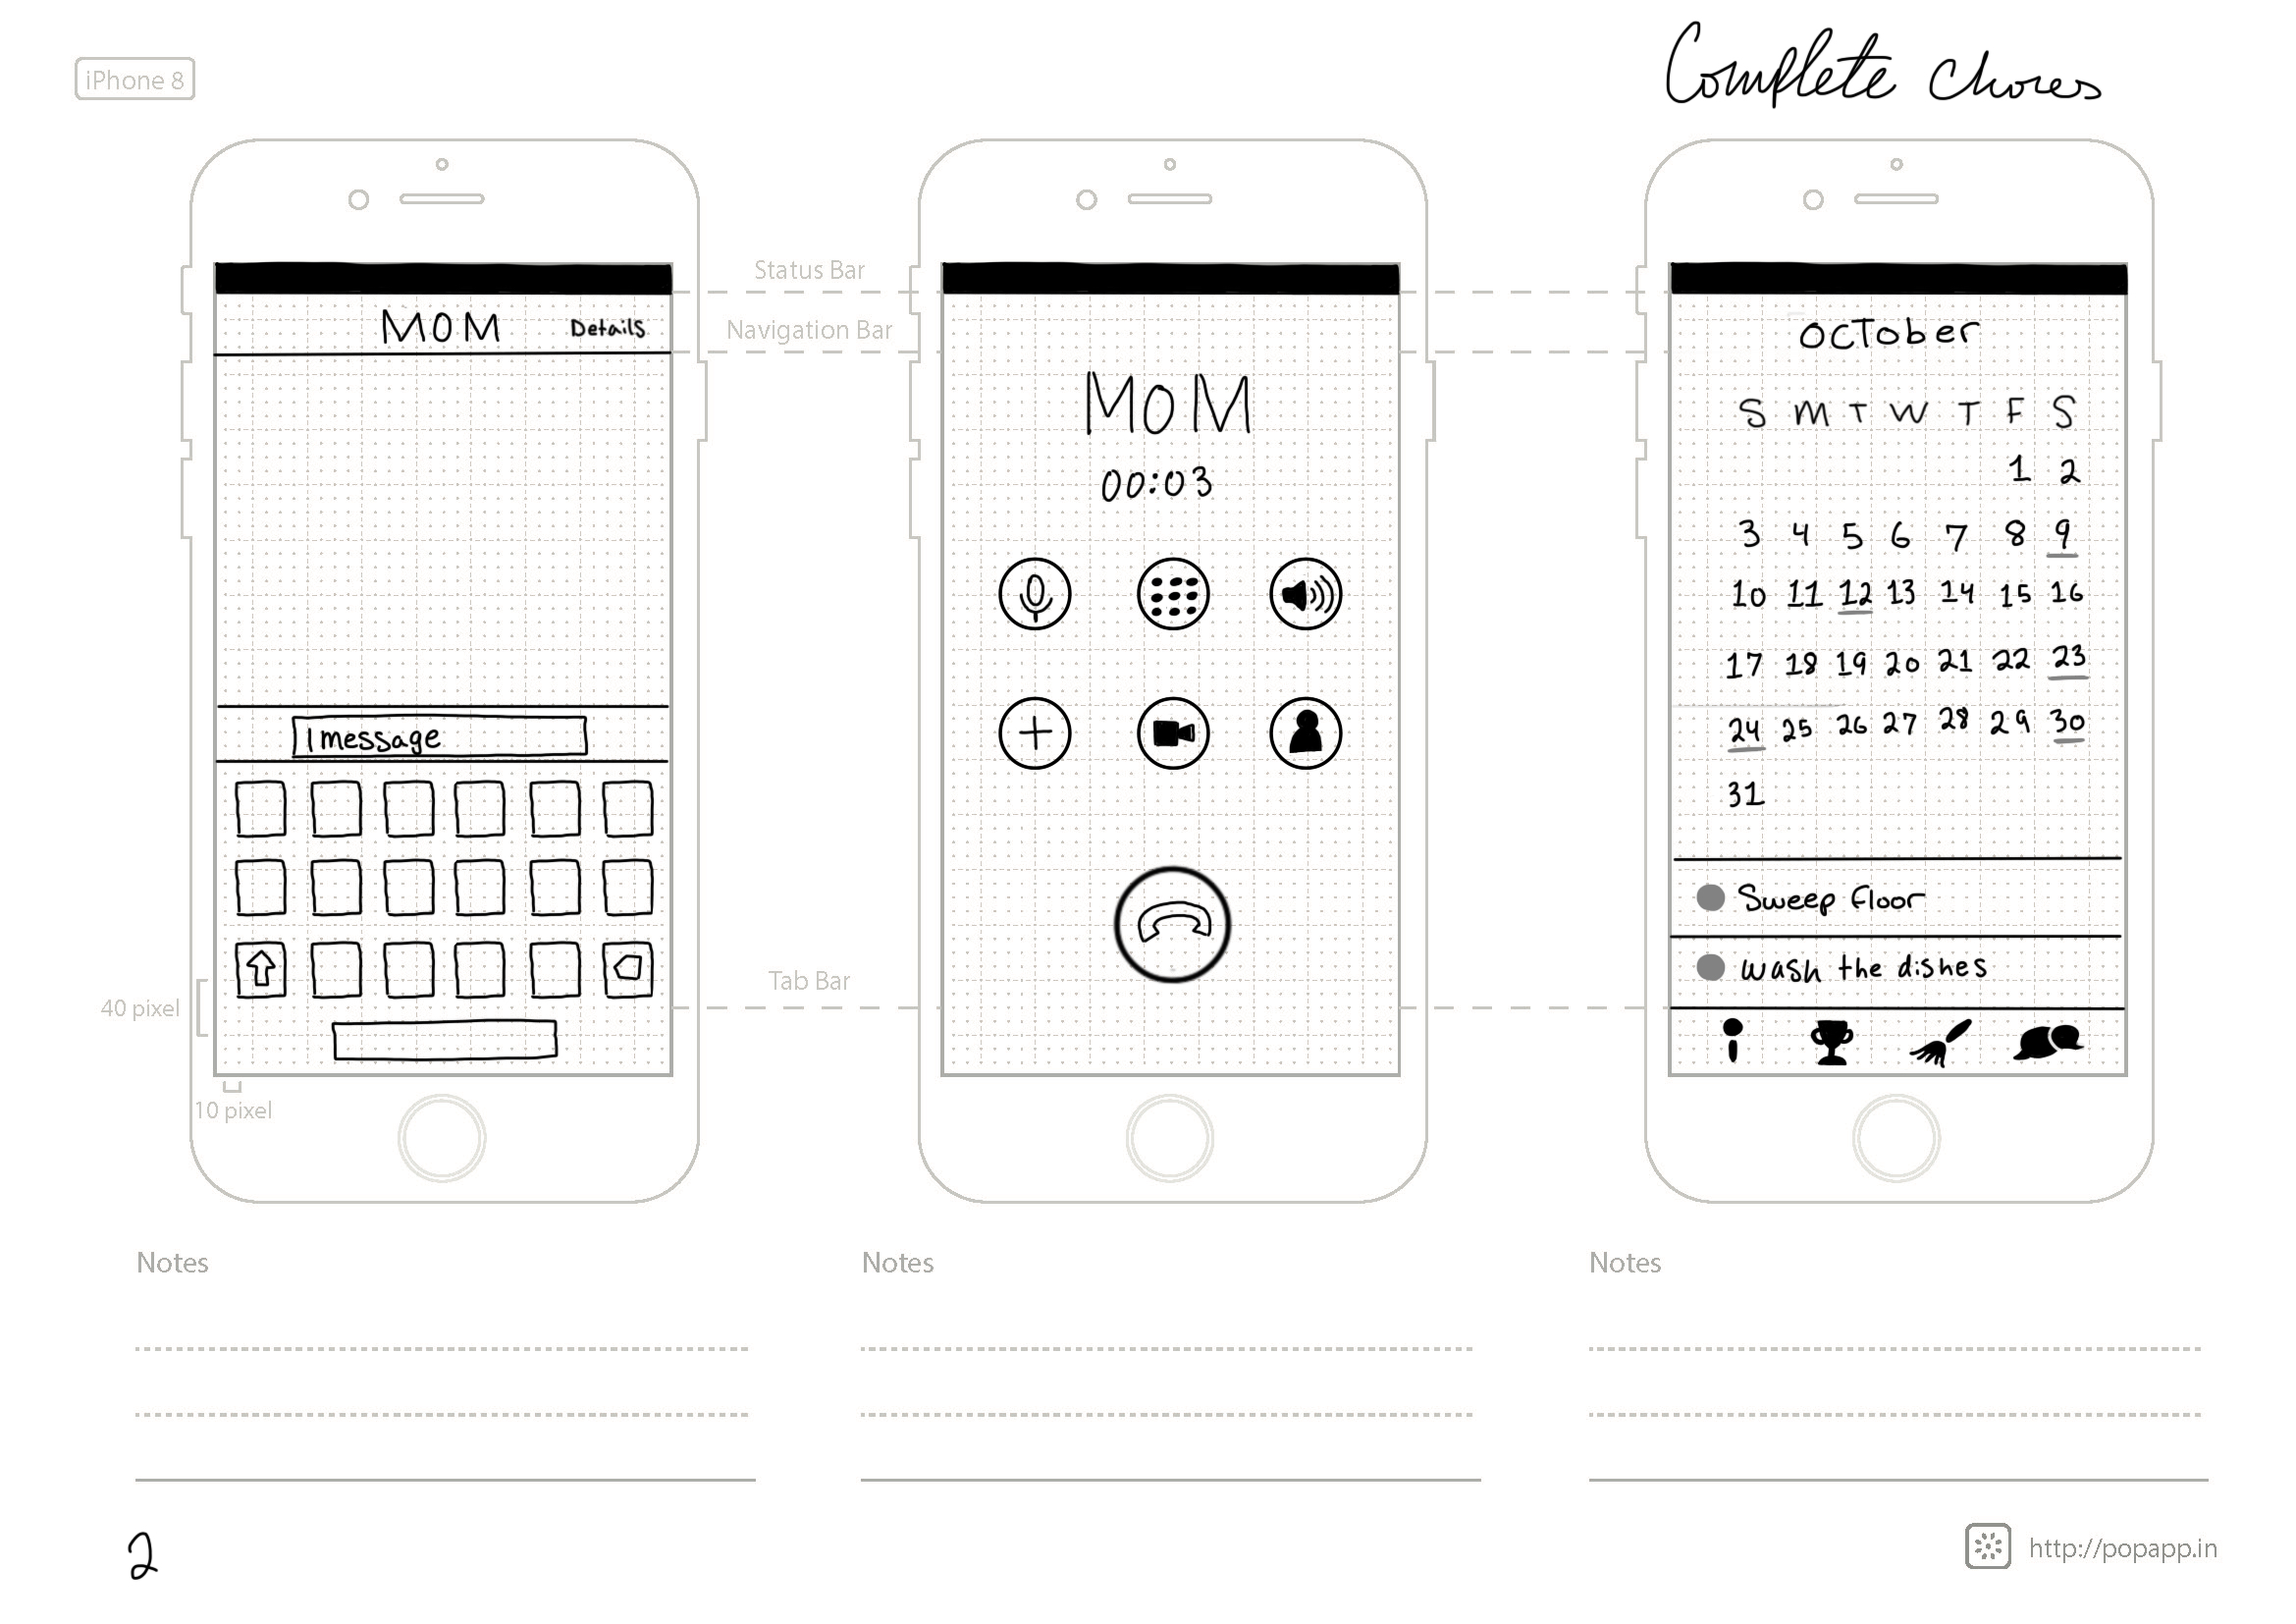 Complete Chores
iPhone 8
Status Bar
Navigation Bar
Tab Bar
40 pixel
10 pixel
MOM Details
message
MOM
00:03
October
S M T W T F S
1 2
3 4 5 6 7 8 9
10 11 12 13 14 15 16
17 18 19 20 21 22 23
24 25 26 27 28 29 30
31
Sweep Floor
wash the dishes
Notes
Notes
Notes
2
http://popapp.in